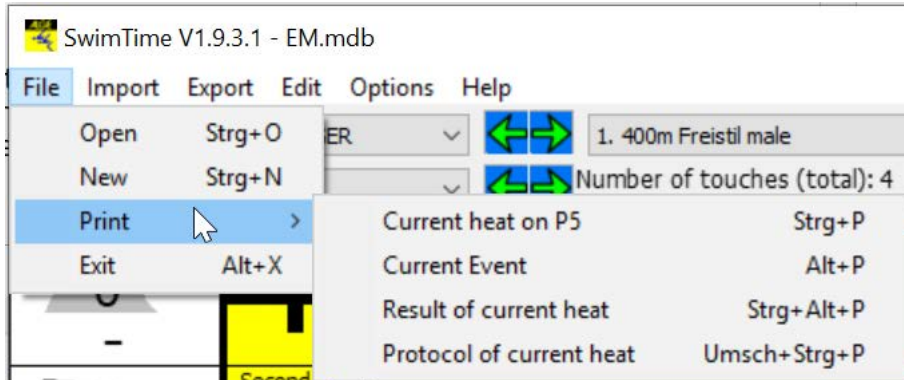 SwimTime V1.9.3.1 - EM.mdb
File Import Export Edit Options Help
Open Strg+O
1. 400m Freistil male
New Strg+N
Number of touches (total): 4
Print >
Current heat on P5 Strg+P
Exit Alt+X
Current Event Alt+P
Result of current heat Strg+Alt+P
Protocol of current heat Umsch+Strg+P